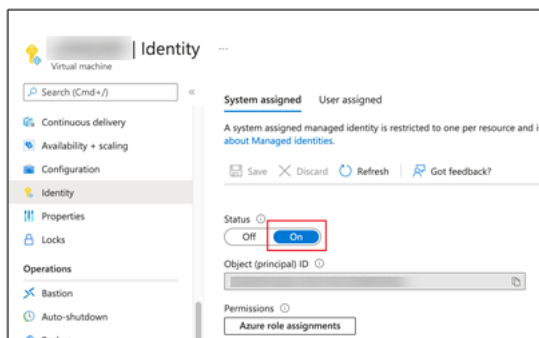 | Identity ...
Virtual machine
Search (Cmd+/)
«
Continuous delivery
Availability + scaling
Configuration
Identity
Properties
Locks
Operations
Bastion
Auto-shutdown
System assigned User assigned
A system assigned managed identity is restricted to one per resource and
about Managed identities.
Save Discard Refresh Got feedback?
Status
Off On
Object (principal) ID
Permissions
Azure role assignments